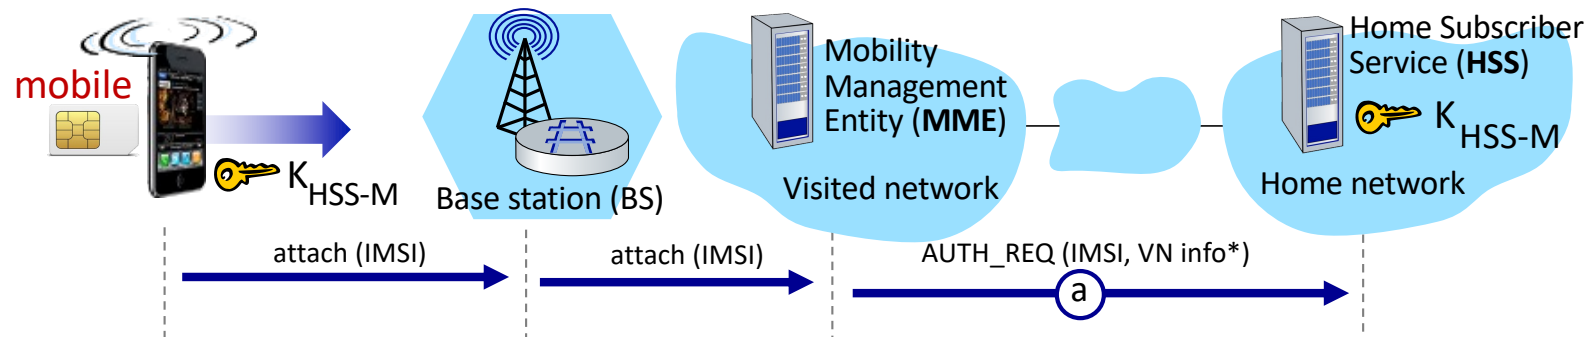 mobile
K HSS-M
Base station (BS)
Mobility
Management
Entity (MME)
Visited network
Home Subscriber
Service (HSS)
K HSS-M
Home network
attach (IMSI)
attach (IMSI)
AUTH_REQ (IMSI, VN info*)
a